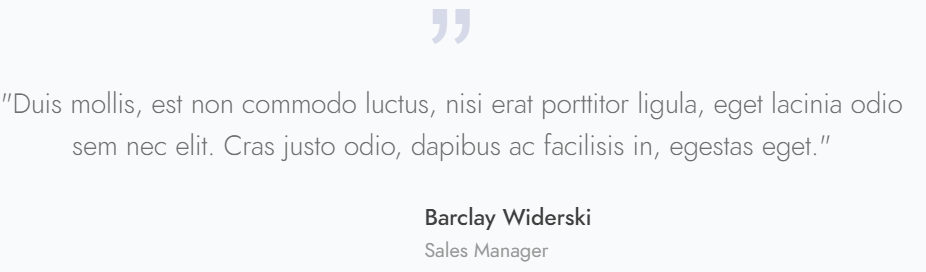 "Duis mollis, est non commodo luctus, nisi erat porttitor ligula, eget lacinia odio
sem nec elit. Cras justo odio, dapibus ac facilisis in, egestas eget."
Barclay Widerski
Sales Manager